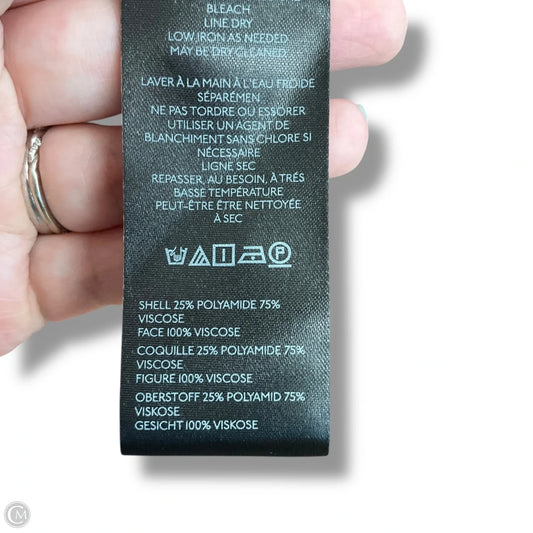 BLEACH
LINE DRY
LOW IRON AS NEEDED
MAY BE DRY CLEANED
LAVER À LA MAIN À L'EAU FROIDE
SÉPARÉMEN
NE PAS TORDRE OU ESSORER
UTILISER UN AGENT DE
BLANCHIMENT SANS CHLORE SI
NÉCESSAIRE
LIGNE SEC
REPASSER, AU BESOIN, À TRÉS
BASSE TEMPÉRATURE
PEUT-ÊTRE ÊTRE NETTOYÉE
À SEC
P
SHELL 25% POLYAMIDE 75%
VISCOSE
FACE 100% VISCOSE
COQUILLE 25% POLYAMIDE 75%
VISCOSE
FIGURE 100% VISCOSE
OBERSTOFF 25% POLYAMID 75%
VISKOSE
GESICHT 100% VISKOSE
CM